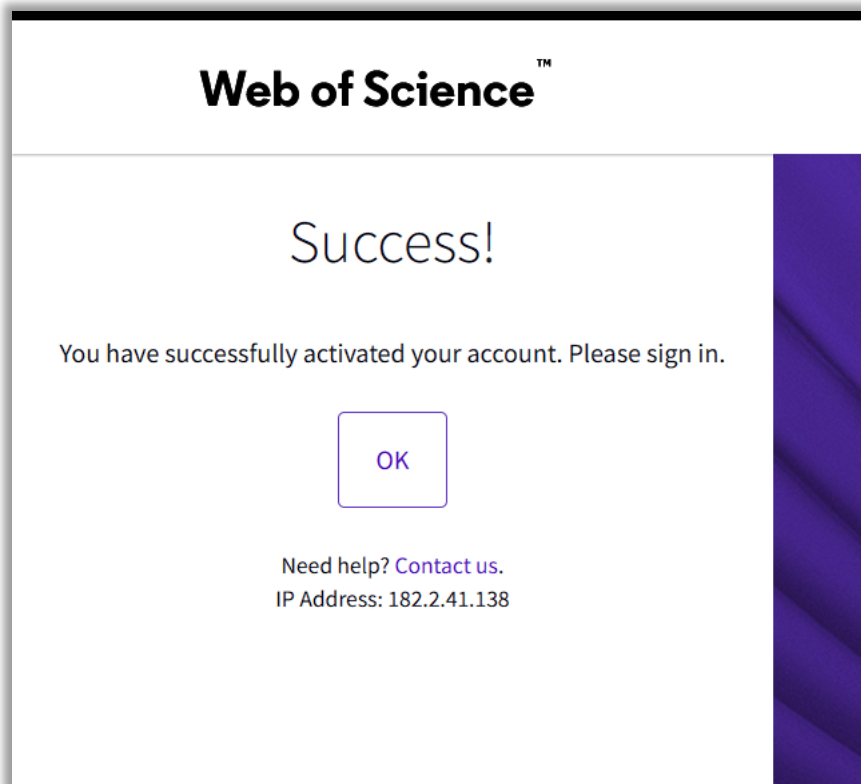 Web of Science™
Success!
You have successfully activated your account. Please sign in.
OK
Need help? Contact us.
IP Address: 182.2.41.138